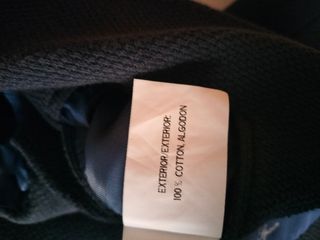 EXTERIOR/EXTERIOR:
100% COTTON, ALGODON